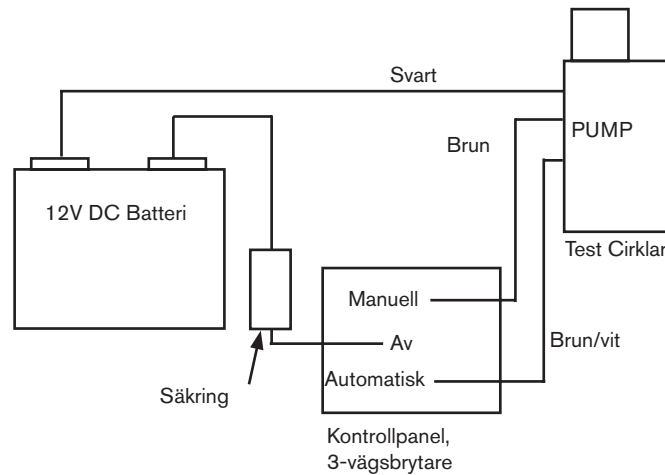 Svart
PUMP
Brun
12V DC Batteri
Test Cirklar
Manuell
Av
Brun/vit
Automatisk
Säkring
Kontrollpanel,
3-vägsbrytare